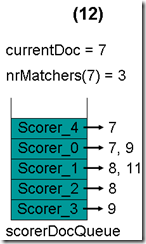 (12)
currentDoc = 7
nrMatchers(7) = 3
Scorer_4 7
Scorer_0 7, 9
Scorer_1 8, 11
Scorer_2 8
Scorer_3 9
scorerDocQueue